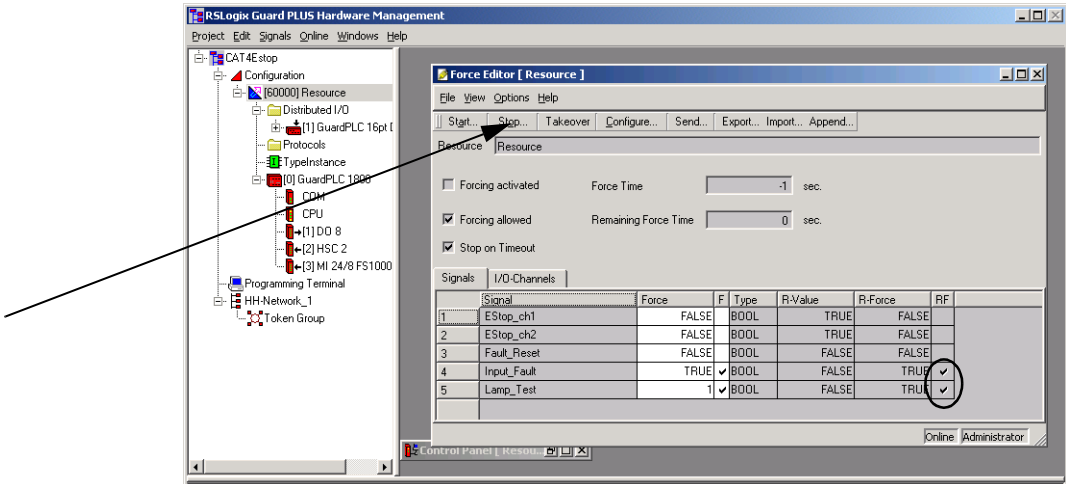 RSLogix Guard PLUS Hardware Management
Project Edit Signals Online Windows Help
CAT4Estop
Configuration
[60000] Resource
Distributed I/O
[1] GuardPLC 16pt
Protocols
TypeInstance
[0] GuardPLC 1800
COM
CPU
[1] DO 8
[2] HSC 2
[3] MI 24/8 FS1000
Programming Terminal
HH-Network_1
Token Group
Force Editor [ Resource ]
File View Options Help
Start... Stop... Takeover Configure... Send... Export... Import... Append...
Resource Resource
Forcing activated Force Time -1 sec.
Forcing allowed Remaining Force Time 0 sec.
Stop on Timeout
Signals I/O-Channels
Signal Force F Type R-Value R-Force RF
1 EStop_ch1 FALSE BOOL TRUE FALSE
2 EStop_ch2 FALSE BOOL TRUE FALSE
3 Fault_Reset FALSE BOOL FALSE FALSE
4 Input_Fault TRUE BOOL FALSE TRUE
5 Lamp_Test 1 BOOL FALSE TRUE
Online Administrator
Control Panel [ Resou...